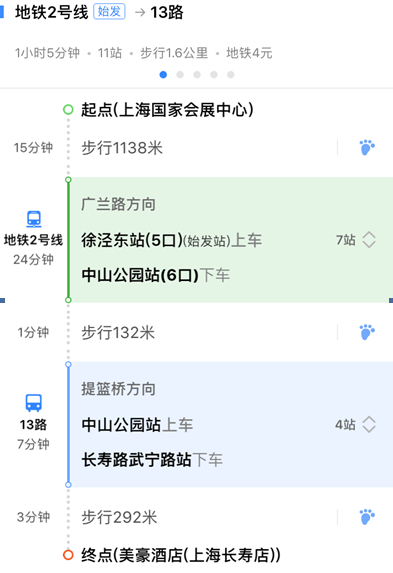 地铁2号线 始发 → 13路
1小时5分钟 • 11站 • 步行1.6公里 • 地铁4元
起点(上海国家会展中心)
15分钟 步行1138米
广兰路方向
徐泾东站(5口)(始发站)上车 7站
地铁2号线
24分钟
中山公园站(6口)下车
1分钟 步行132米
提篮桥方向
13路
中山公园站上车 4站
7分钟
长寿路武宁路站下车
3分钟 步行292米
终点(美豪酒店(上海长寿店))